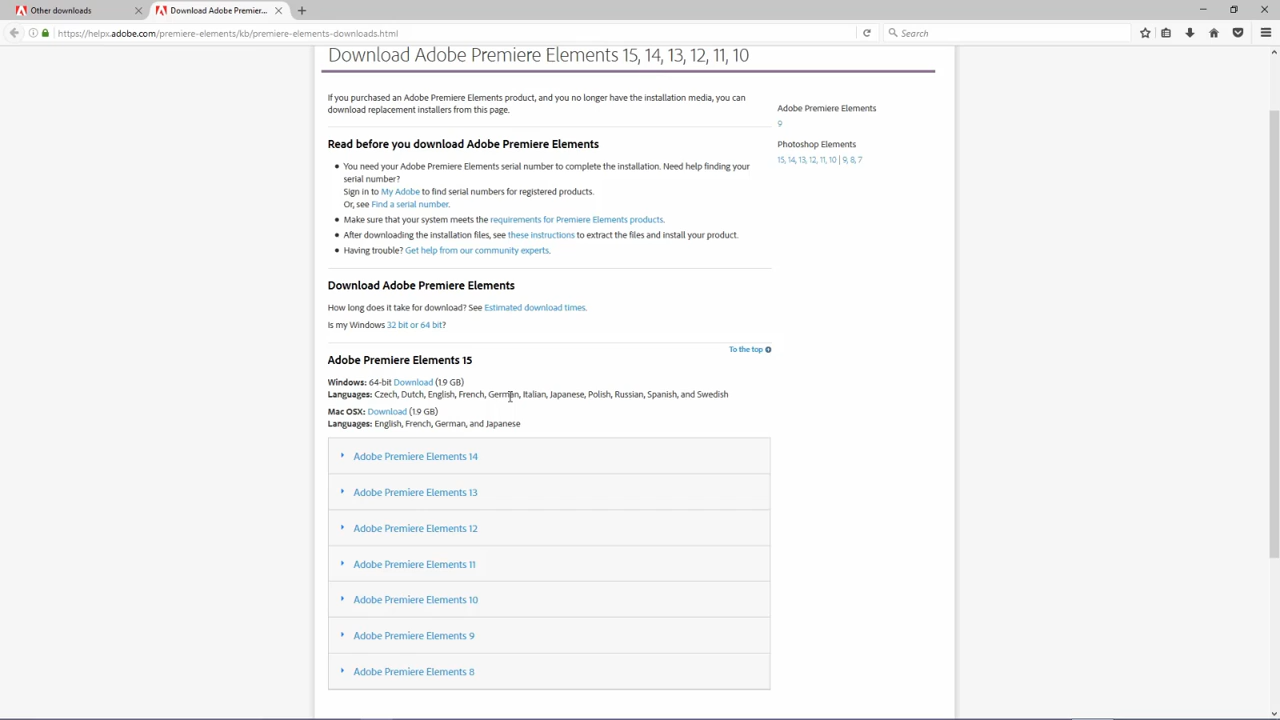 Other downloads
Download Adobe Premier...
https://helpx.adobe.com/premiere-elements/kb/premiere-elements-downloads.html
Search
Download Adobe Premiere Elements 15, 14, 13, 12, 11, 10
If you purchased an Adobe Premiere Elements product, and you no longer have the installation media, you can
download replacement installers from this page.
Adobe Premiere Elements
9
Photoshop Elements
15, 14, 13, 12, 11, 10 | 9, 8, 7
Read before you download Adobe Premiere Elements
You need your Adobe Premiere Elements serial number to complete the installation. Need help finding your
serial number?
Sign in to My Adobe to find serial numbers for registered products.
Or, see Find a serial number.
Make sure that your system meets the requirements for Premiere Elements products.
After downloading the installation files, see these instructions to extract the files and install your product.
Having trouble? Get help from our community experts.
Download Adobe Premiere Elements
How long does it take for download? See Estimated download times.
Is my Windows 32 bit or 64 bit?
To the top
Adobe Premiere Elements 15
Windows: 64-bit Download (1.9 GB)
Languages: Czech, Dutch, English, French, German, Italian, Japanese, Polish, Russian, Spanish, and Swedish
Mac OSX: Download (1.9 GB)
Languages: English, French, German, and Japanese
Adobe Premiere Elements 14
Adobe Premiere Elements 13
Adobe Premiere Elements 12
Adobe Premiere Elements 11
Adobe Premiere Elements 10
Adobe Premiere Elements 9
Adobe Premiere Elements 8